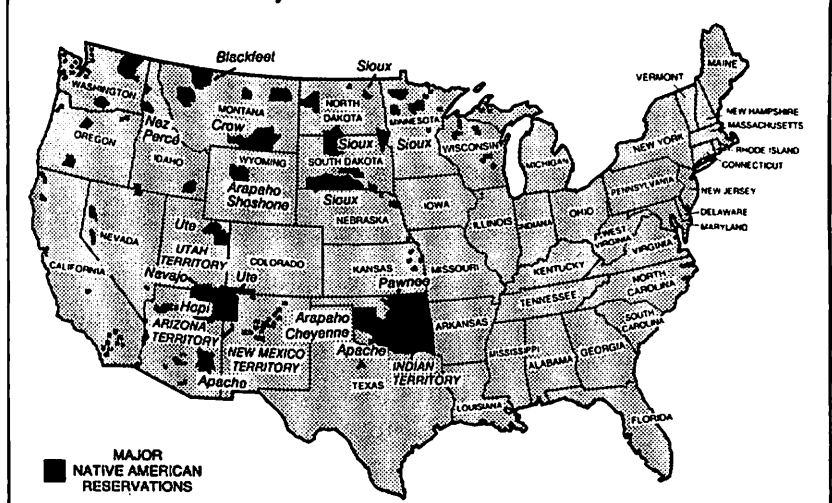 Blackfeet
Sioux
MAINE
VERMONT
WASHINGTON
MONTANA
NORTH
DAKOTA
MINNESOTA
NEW HAMPSHIRE
MASSACHUSETTS
Nez
Percé
Crow
OREGON
IDAHO
Sioux
Sioux
WISCONSIN
MICHIGAN
NEW YORK
RHODE ISLAND
CONNECTICUT
WYOMING
SOUTH DAKOTA
Arapaho
Shoshone
Sioux
NEBRASKA
IOWA
PENNSYLVANIA
NEW JERSEY
ILLINOIS
INDIANA
OHIO
DELAWARE
MARYLAND
Ute
UTAH
TERRITORY
NEVADA
CALIFORNIA
COLORADO
KANSAS
Pawnee
MISSOURI
WEST
VIRGINIA
VIRGINIA
KENTUCKY
Navajo
Ute
Hopi
ARIZONA
TERRITORY
Apache
NEW MEXICO
TERRITORY
Arapaho
Cheyenne
Apache
INDIAN
TERRITORY
TEXAS
ARKANSAS
TENNESSEE
NORTH
CAROLINA
SOUTH
CAROLINA
MISSISSIPPI
ALABAMA
GEORGIA
LOUISIANA
FLORIDA
MAJOR
NATIVE AMERICAN
RESERVATIONS